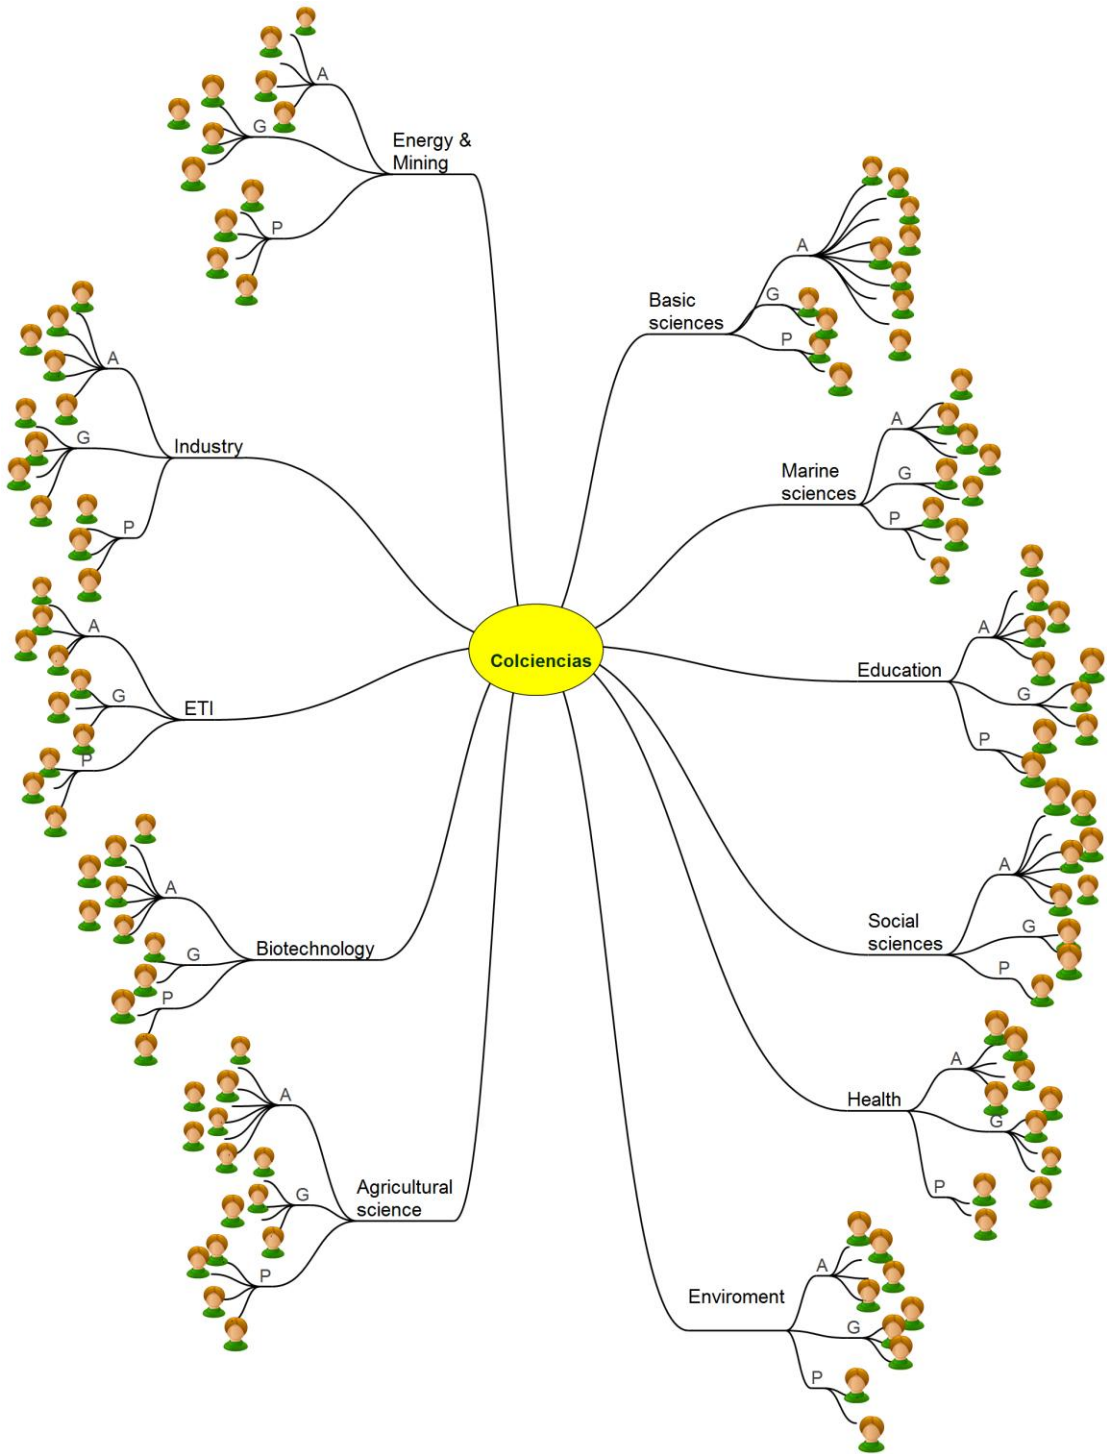 A
G
Energy &
Mining
P
A
Basic
sciences
G
P
A
G
Industry
P
A
Marine
sciences
G
P
Colciencias
A
G
ETI
P
A
Education
G
P
A
G
Biotechnology
P
A
Social
sciences
G
P
A
G
Agricultural
science
P
A
Health
G
P
A
Enviroment
G
P